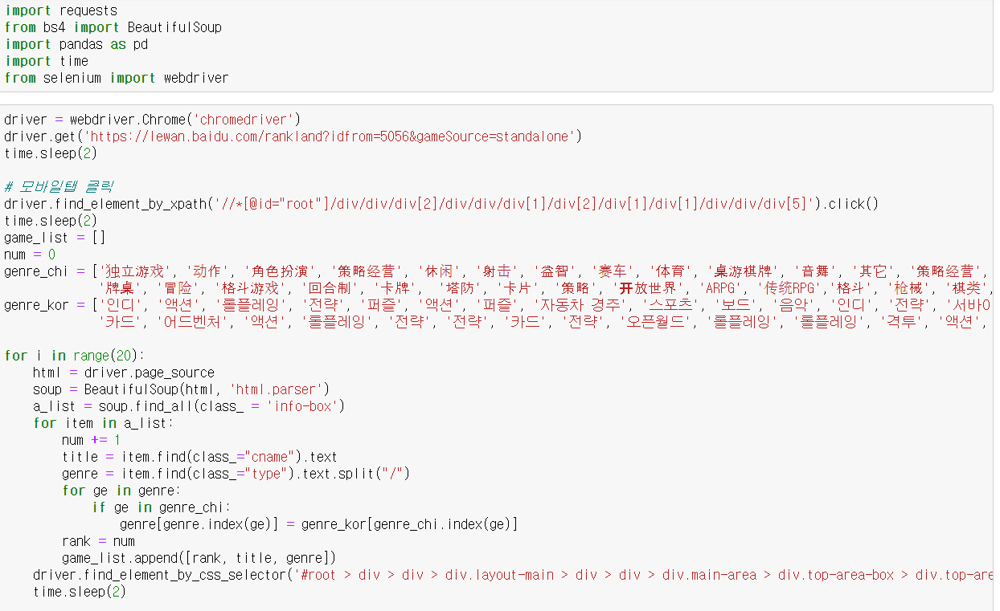 import requests
from bs4 import BeautifulSoup
import pandas as pd
import time
from selenium import webdriver
driver = webdriver.Chrome('chromedriver')
driver.get('https://lewan.baidu.com/rankland?idfrom=5056&gameSource=standalone')
time.sleep(2)
# 모바일탭 클릭
driver.find_element_by_xpath('//*[@id="root"]/div/div/div[2]/div/div/div[1]/div[2]/div[1]/div[1]/div/div/div[5]').click()
time.sleep(2)
game_list = []
num = 0
genre_chi = ['独立游戏', '动作', '角色扮演', '策略经营', '休闲', '射击', '益智', '赛车', '体育', '桌游棋牌', '音舞', '其它', '策略经营',
'牌桌', '冒险', '格斗游戏', '回合制', '卡牌', '塔防', '卡片', '策略', '开放世界', 'ARPG', '传统RPG','格斗', '枪械', '棋类',
genre_kor = ['인디', '액션', '롤플레잉', '전략', '퍼즐', '액션', '퍼즐', '자동차 경주', '스포츠', '보드', '음악', '인디', '전략', '서바이
'카드', '어드벤처', '액션', '롤플레잉', '전략', '전략', '카드', '전략', '오픈월드', '롤플레잉', '롤플레잉', '격투', '액션',
for i in range(20):
html = driver.page_source
soup = BeautifulSoup(html, 'html.parser')
a_list = soup.find_all(class_ = 'info-box')
for item in a_list:
num += 1
title = item.find(class_="cname").text
genre = item.find(class_="type").text.split("/")
for ge in genre:
if ge in genre_chi:
genre[genre.index(ge)] = genre_kor[genre_chi.index(ge)]
rank = num
game_list.append([rank, title, genre])
driver.find_element_by_css_selector('#root > div > div > div.layout-main > div > div > div.main-area > div.top-area-box > div.top-are
time.sleep(2)